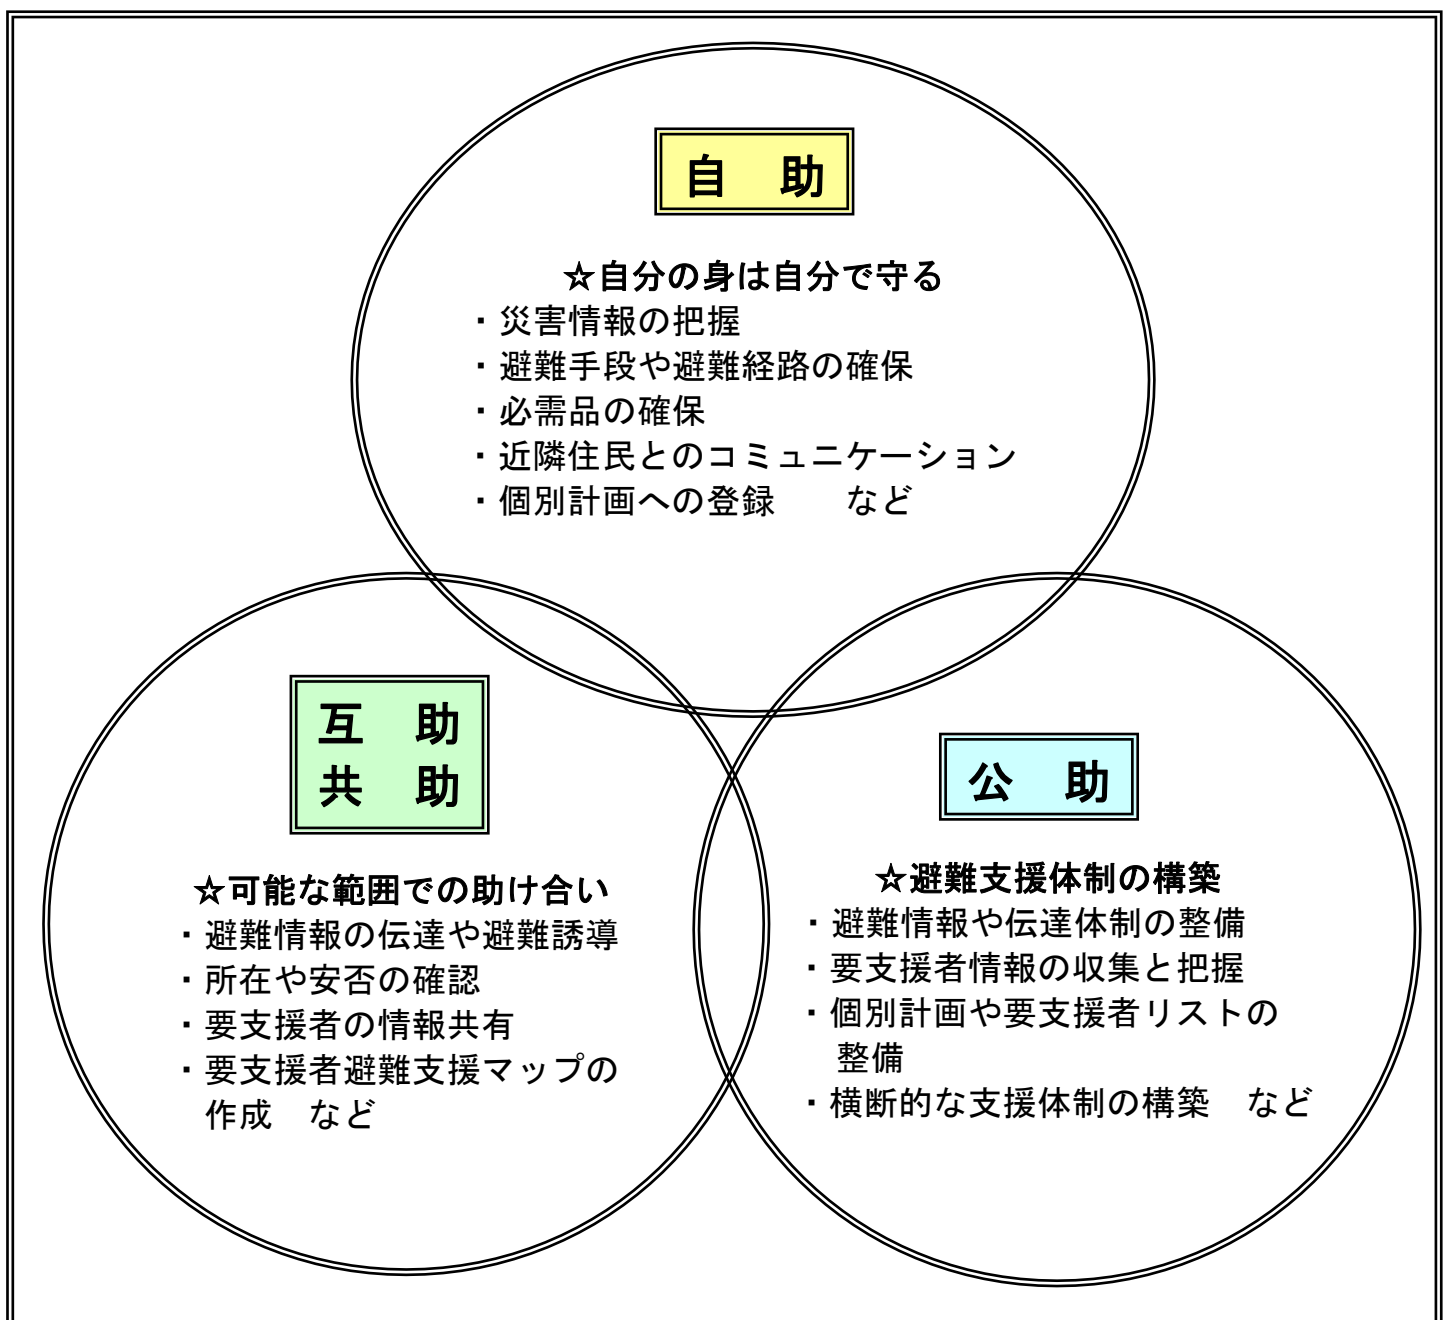 自　助
☆自分の身は自分で守る
・災害情報の把握
・避難手段や避難経路の確保
・必需品の確保
・近隣住民とのコミュニケーション
・個別計画への登録　　など
互　助
共　助
☆可能な範囲での助け合い
・避難情報の伝達や避難誘導
・所在や安否の確認
・要支援者の情報共有
・要支援者避難支援マップの
作成　など
公　助
☆避難支援体制の構築
・避難情報や伝達体制の整備
・要支援者情報の収集と把握
・個別計画や要支援者リストの
整備
・横断的な支援体制の構築　など